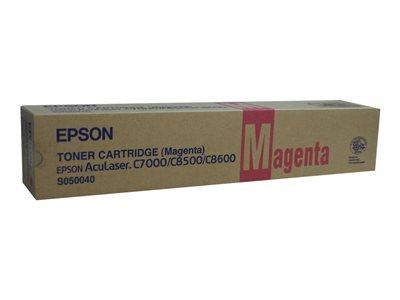 EPSON
TONER CARTRIDGE (Magenta)
EPSON AcuLaser C7000/C8500/C8600
S050040
Magenta